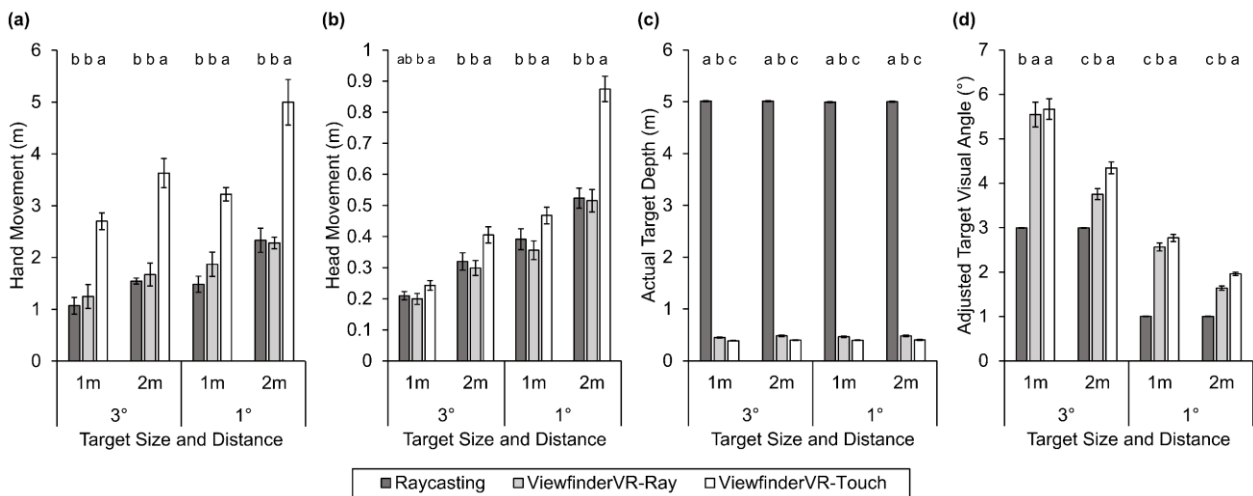 (a)
6
5
4
3
2
1
0
Hand Movement (m)
b b a b b a b b a b b a
1m 2m 1m 2m
3° 1°
Target Size and Distance
(b)
1
0.9
0.8
0.7
0.6
0.5
0.4
0.3
0.2
0.1
0
Head Movement (m)
ab b a b b a b b a b b a
1m 2m 1m 2m
3° 1°
Target Size and Distance
(c)
6
5
4
3
2
1
0
Actual Target Depth (m)
a b c a b c a b c a b c
1m 2m 1m 2m
3° 1°
Target Size and Distance
(d)
7
6
5
4
3
2
1
0
Adjusted Target Visual Angle (°)
b a a c b a c b a c b a
1m 2m 1m 2m
3° 1°
Target Size and Distance
Raycasting ViewfinderVR-Ray ViewfinderVR-Touch